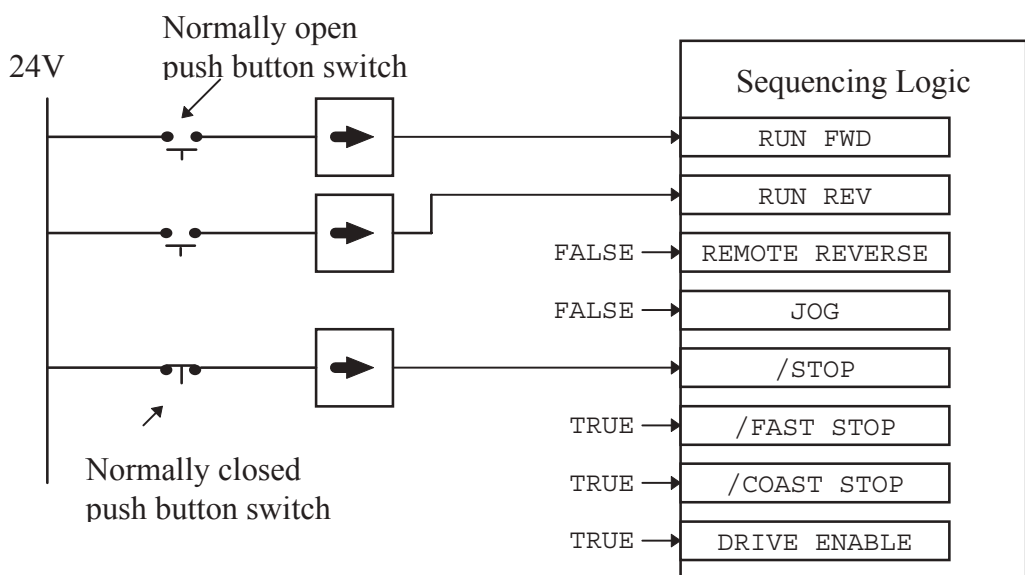 Normally open
push button switch
24V
Sequencing Logic
RUN FWD
RUN REV
FALSE
REMOTE REVERSE
FALSE
JOG
/STOP
TRUE
/FAST STOP
Normally closed
push button switch
TRUE
/COAST STOP
TRUE
DRIVE ENABLE